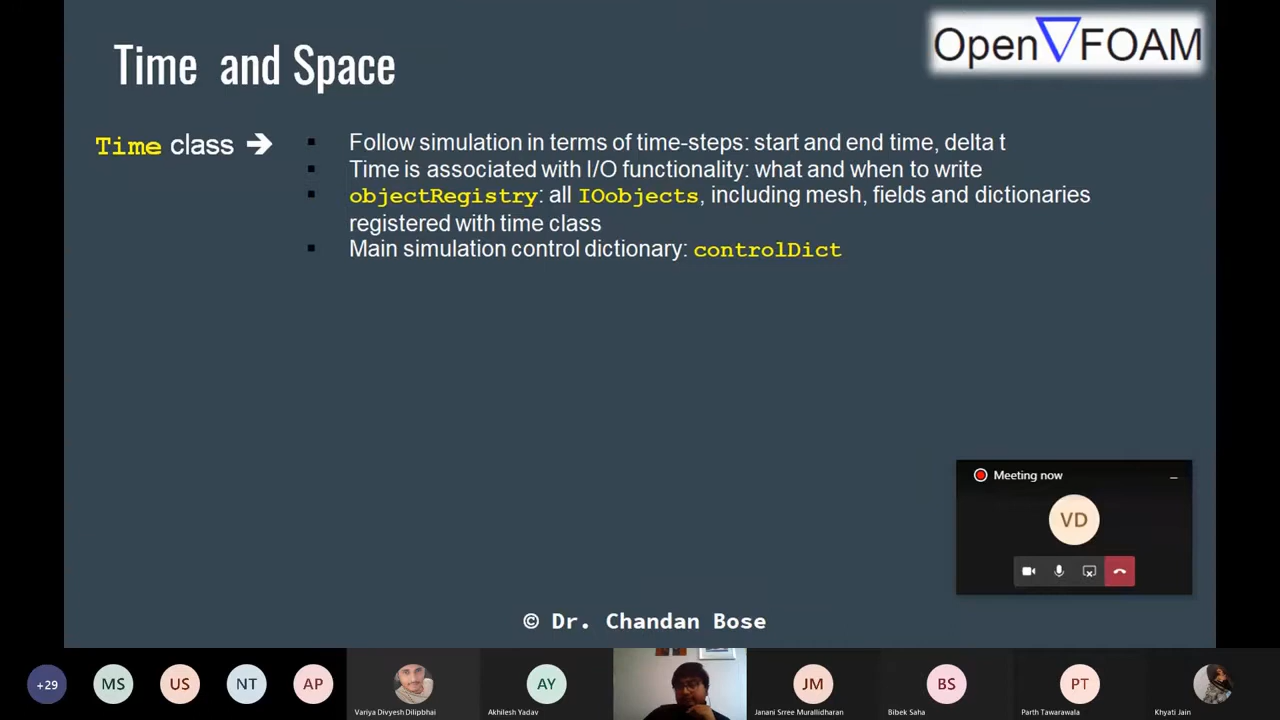 Time and Space
Open∇FOAM
Time class ➔
▪ Follow simulation in terms of time-steps: start and end time, delta t
▪ Time is associated with I/O functionality: what and when to write
▪ objectRegistry: all IOobjects, including mesh, fields and dictionaries
registered with time class
▪ Main simulation control dictionary: controlDict
Meeting now
VD
© Dr. Chandan Bose
+29
MS
US
NT
AP
Variya Divyesh Dilipbhai
AY
Akhilesh Yadav
JM
Janani Srree Murallidharan
BS
Bibek Saha
PT
Parth Tawarawala
Khyati Jain